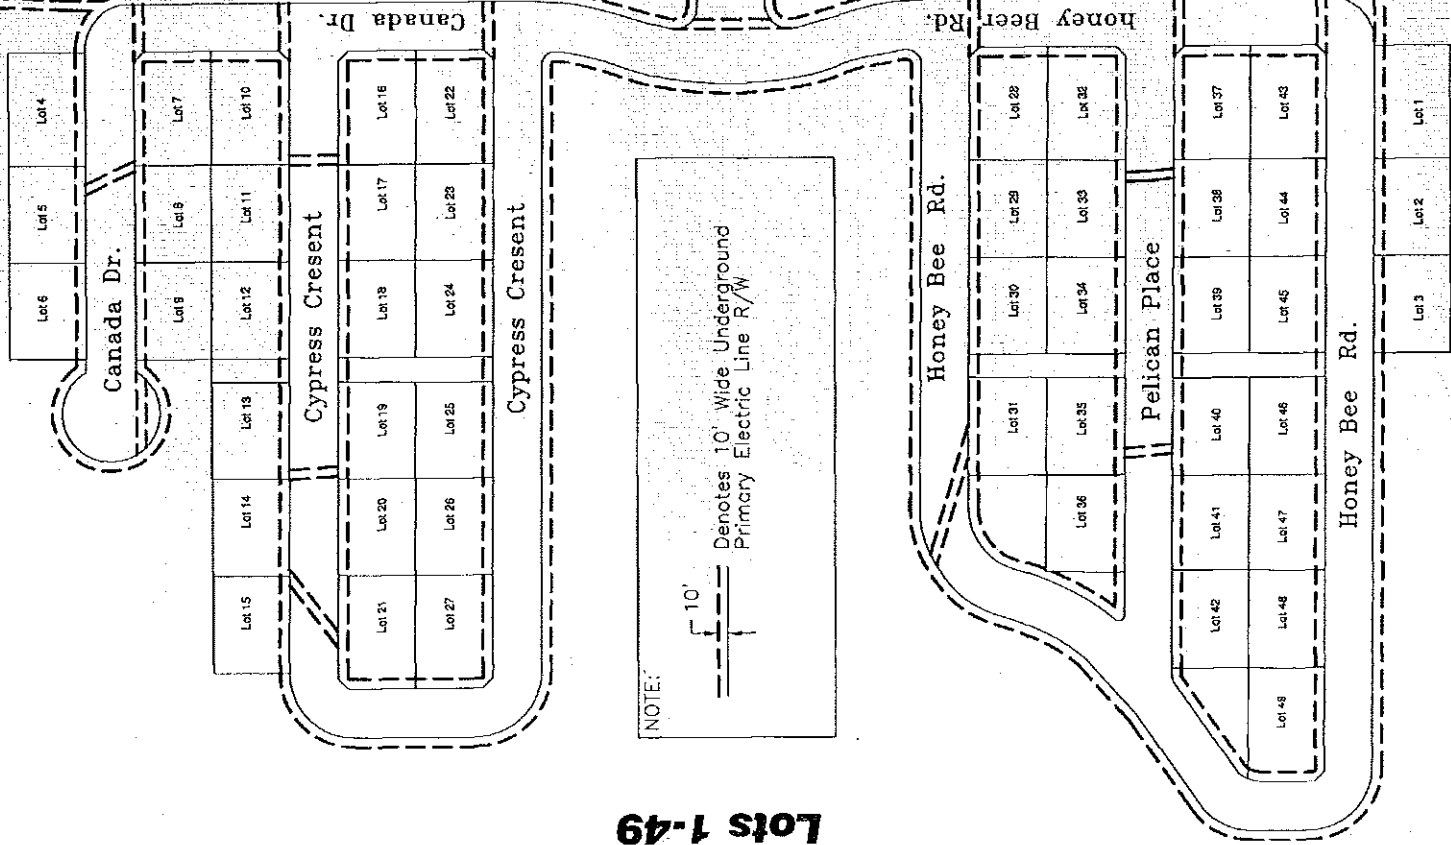 Canada Dr.
honey Beer Rd.
Lot 4
Lot 5
Lot 6
Canada Dr.
Lot 7
Lot 8
Lot 9
Lot 10
Lot 11
Lot 12
Lot 13
Lot 14
Lot 15
Cypress Cresent
Lot 16
Lot 17
Lot 18
Lot 19
Lot 20
Lot 21
Lot 22
Lot 23
Lot 24
Lot 25
Lot 26
Lot 27
Cypress Cresent
NOTE:
10'
Denotes 10' Wide Underground
Primary Electric Line R/W
Honey Bee Rd.
Lot 28
Lot 29
Lot 30
Lot 31
Lot 32
Lot 33
Lot 34
Lot 35
Lot 36
Pelican Place
Lot 37
Lot 38
Lot 39
Lot 40
Lot 41
Lot 42
Lot 43
Lot 44
Lot 45
Lot 46
Lot 47
Lot 48
Lot 49
Honey Bee Rd.
Lot 1
Lot 2
Lot 3
Lots 1-49